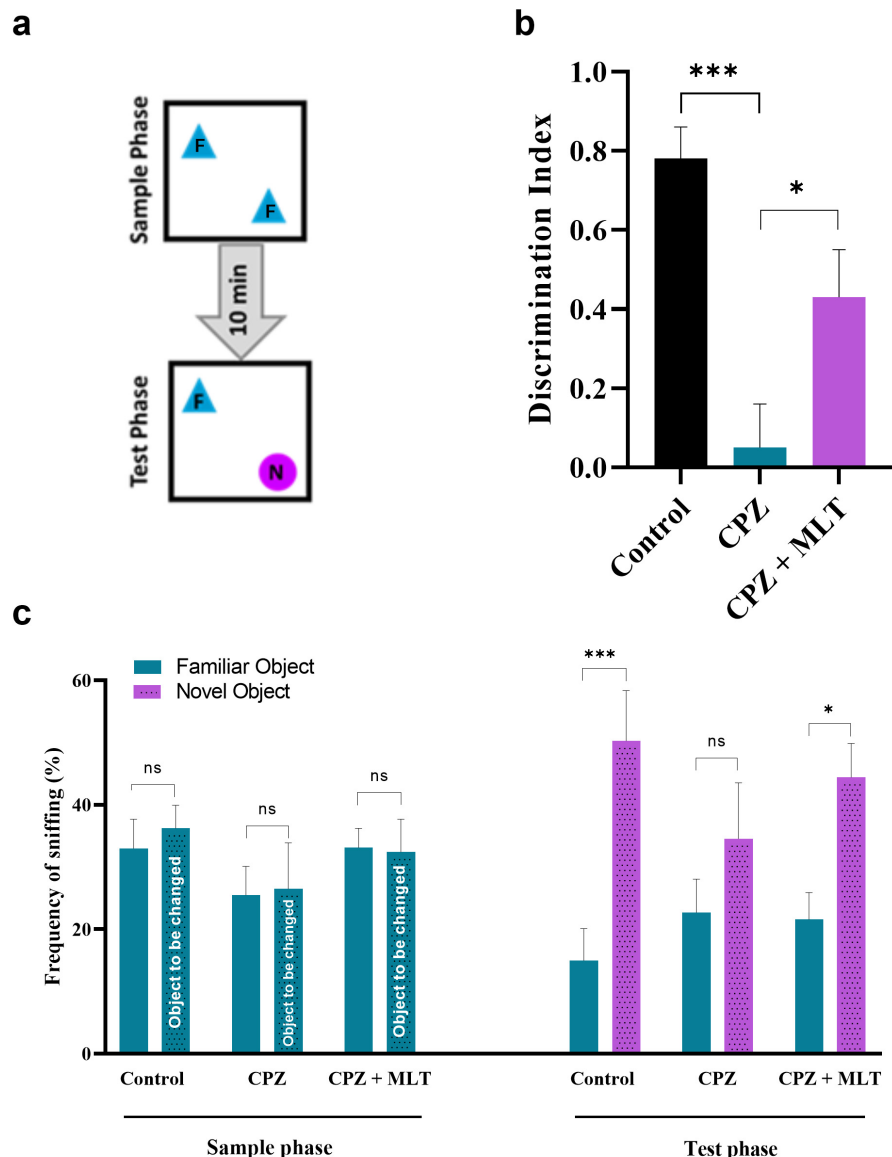 a
Sample Phase
F
F
10 min
Test Phase
F
N
b
Discrimination Index
1.0
0.8
0.6
0.4
0.2
0.0
***
*
Control
CPZ
CPZ + MLT
c
Familiar Object
Novel Object
Frequency of sniffing (%)
60
40
20
0
ns
ns
ns
***
ns
*
Object to be changed
Object to be changed
Object to be changed
Control
CPZ
CPZ + MLT
Control
CPZ
CPZ + MLT
Sample phase
Test phase